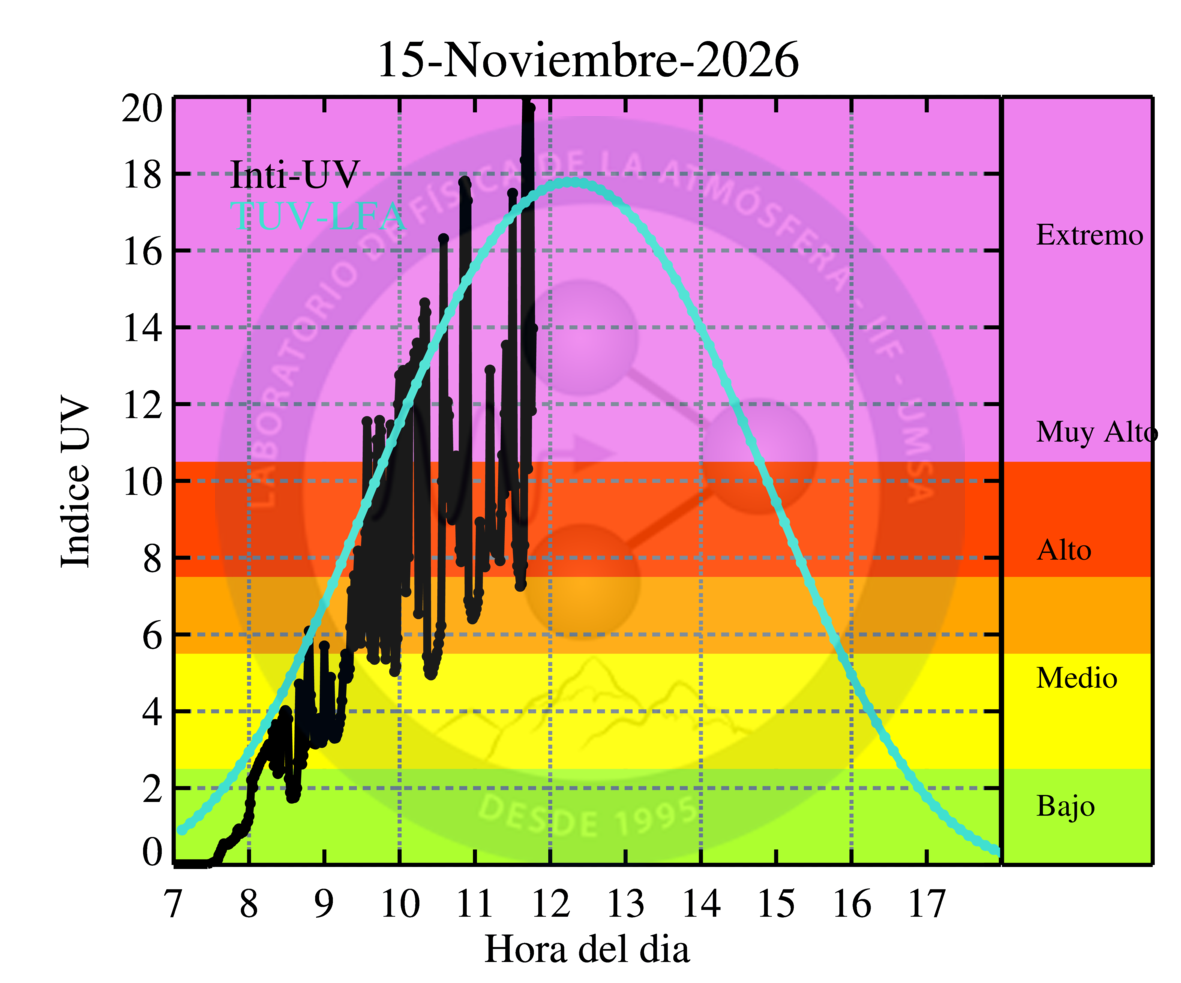 15-Noviembre-2026
Inti-UV
TUV-LFA
LABORATORIO DE FÍSICA DE LA ATMÓSFERA - IIF - UMSA
DESDE 1995
Indice UV
20
18
16
14
12
10
8
6
4
2
0
Extremo
Muy Alto
Alto
Medio
Bajo
7 8 9 10 11 12 13 14 15 16 17
Hora del dia